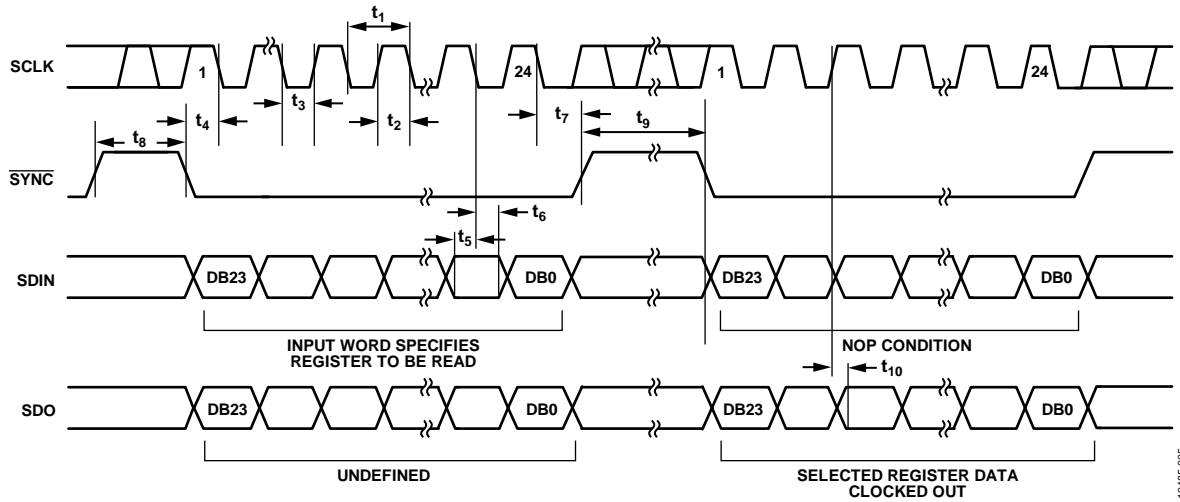 t1
SCLK
1
24
1
24
t3
t2
t4
t7
t8
t9
SYNC
t6
t5
SDIN
DB23
DB0
DB23
DB0
INPUT WORD SPECIFIES
REGISTER TO BE READ
NOP CONDITION
t10
SDO
DB23
DB0
DB23
DB0
UNDEFINED
SELECTED REGISTER DATA
CLOCKED OUT